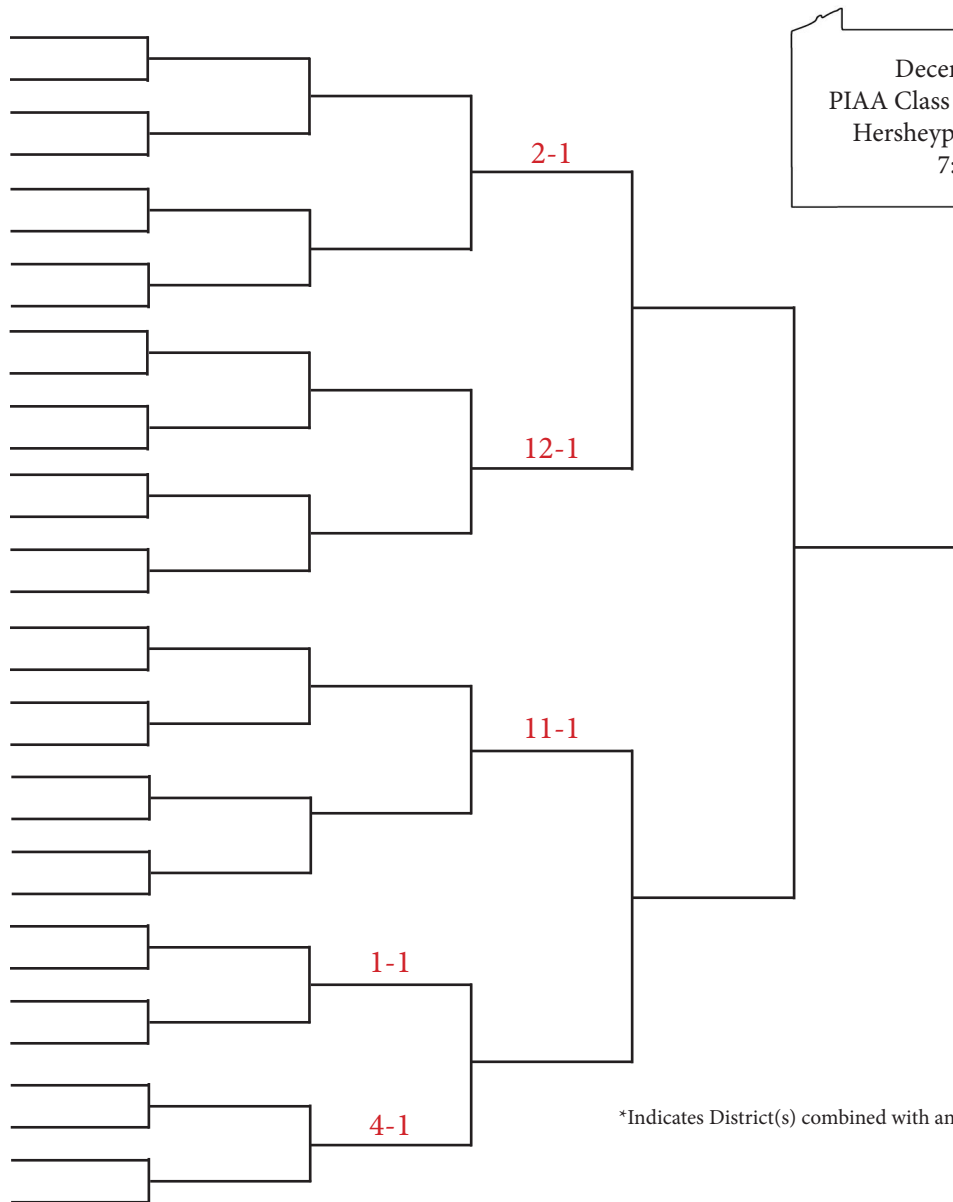 Decem
PIAA Class
Hersheyp
7:
2-1
12-1
11-1
1-1
4-1
*Indicates District(s) combined with an